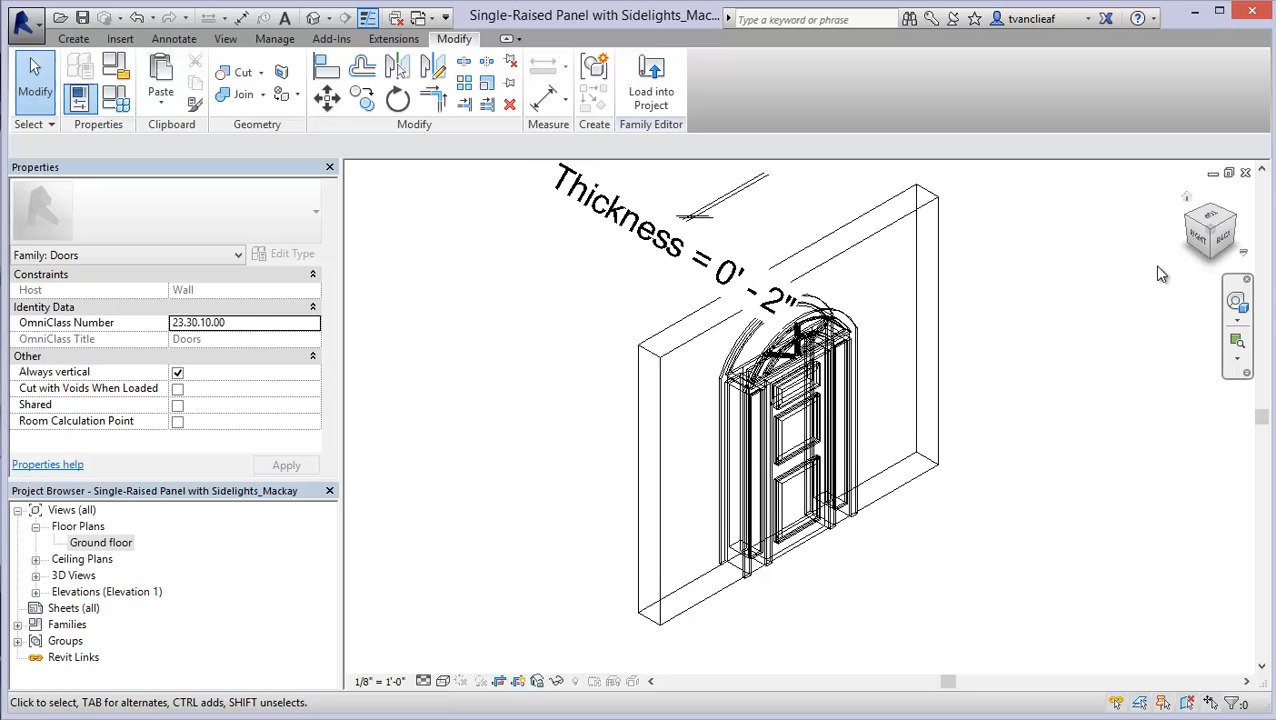 Single-Raised Panel with Sidelights_Mac...
Type a keyword or phrase
tvanclieaf
Create Insert Annotate View Manage Add-Ins Extensions Modify
Modify
Paste
Cut
Join
Load into
Project
Select Properties Clipboard Geometry Modify Measure Create Family Editor
Properties
Family: Doors
Edit Type
Constraints
Host Wall
Identity Data
OmniClass Number 23.30.10.00
OmniClass Title Doors
Other
Always vertical
Cut with Voids When Loaded
Shared
Room Calculation Point
Properties help
Apply
Project Browser - Single-Raised Panel with Sidelights_Mackay
Views (all)
Floor Plans
Ground floor
Ceiling Plans
3D Views
Elevations (Elevation 1)
Sheets (all)
Families
Groups
Revit Links
Thickness = 0' - 2"
RIGHT
BACK
1/8" = 1'-0"
Click to select, TAB for alternates, CTRL adds, SHIFT unselects.
:0